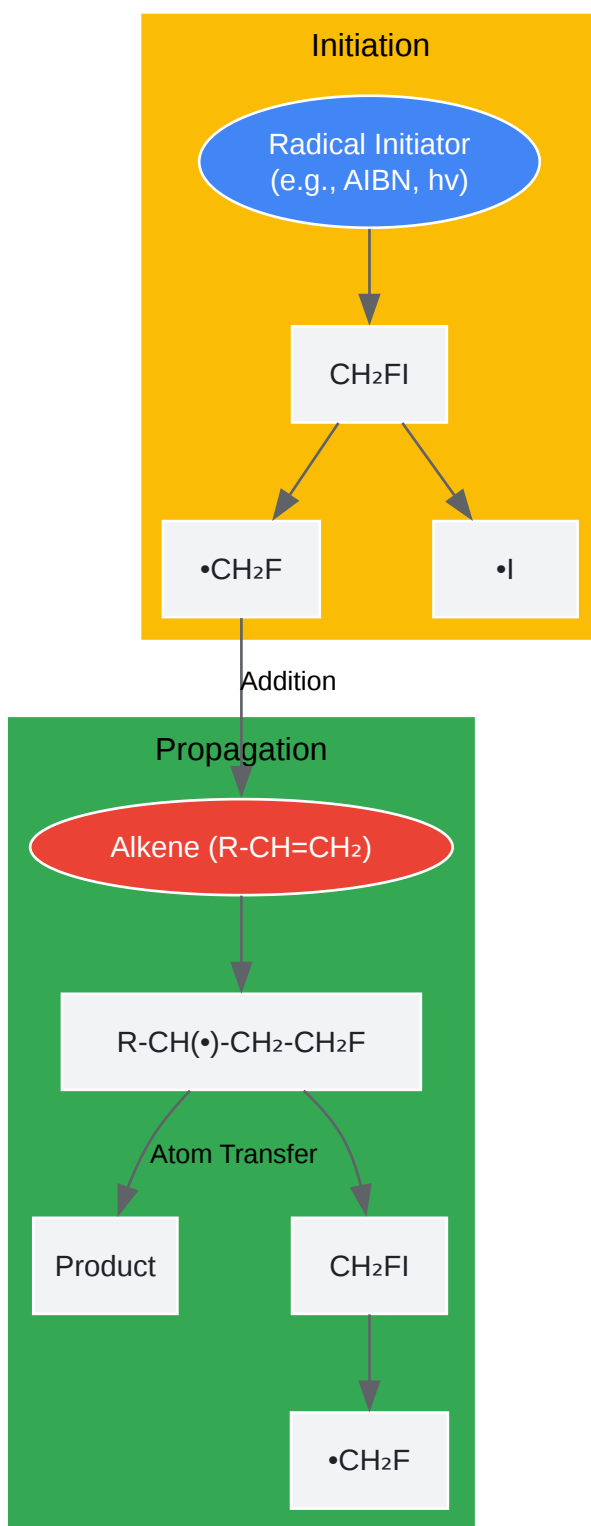 Initiation
Radical Initiator
(e.g., AIBN, hv)
CH₂FI
•CH₂F
•I
Addition
Propagation
Alkene (R-CH=CH₂)
R-CH(•)-CH₂-CH₂F
Atom Transfer
Product
CH₂FI
•CH₂F